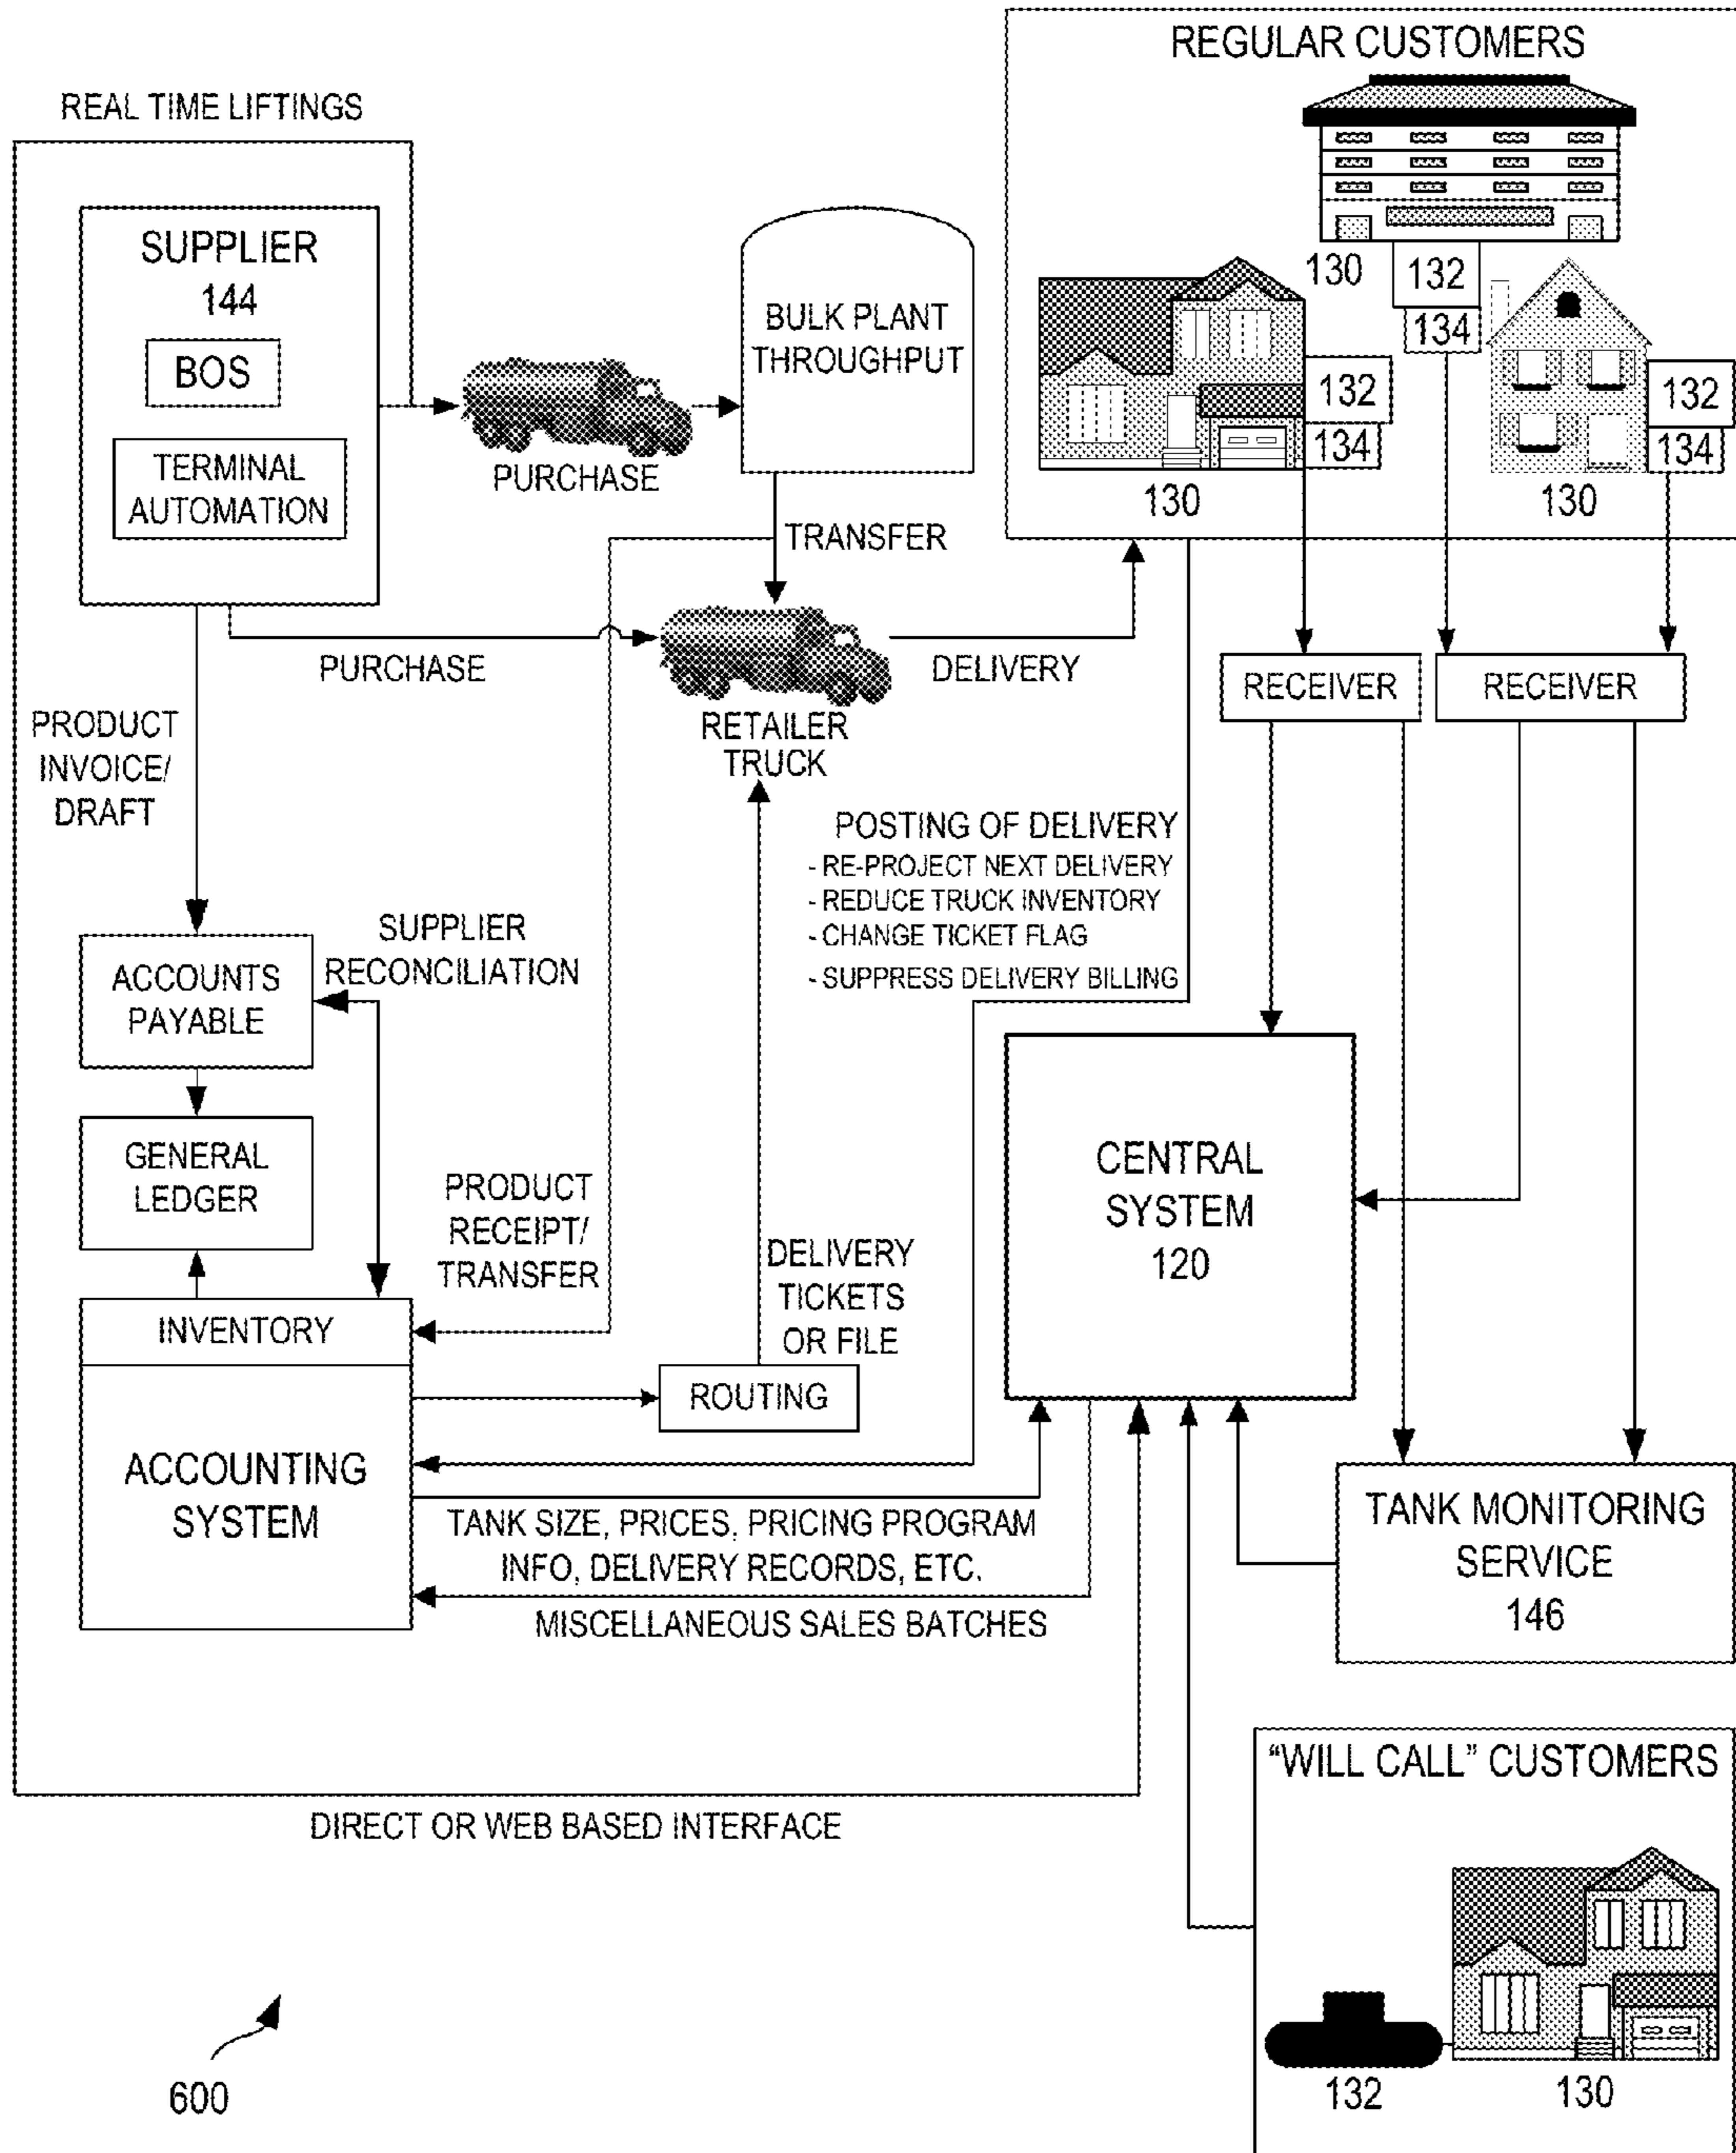 REGULAR CUSTOMERS
REAL TIME LIFTINGS
SUPPLIER
144
BOS
TERMINAL
AUTOMATION
PURCHASE
BULK PLANT
THROUGHPUT
130
132
134
132
134
130
132
134
130
TRANSFER
PURCHASE
RETAILER
TRUCK
DELIVERY
RECEIVER
RECEIVER
PRODUCT
INVOICE/
DRAFT
POSTING OF DELIVERY
- RE-PROJECT NEXT DELIVERY
- REDUCE TRUCK INVENTORY
- CHANGE TICKET FLAG
- SUPPRESS DELIVERY BILLING
SUPPLIER
RECONCILIATION
ACCOUNTS
PAYABLE
GENERAL
LEDGER
PRODUCT
RECEIPT/
TRANSFER
DELIVERY
TICKETS
OR FILE
CENTRAL
SYSTEM
120
INVENTORY
ROUTING
ACCOUNTING
SYSTEM
TANK SIZE, PRICES, PRICING PROGRAM
INFO, DELIVERY RECORDS, ETC.
MISCELLANEOUS SALES BATCHES
TANK MONITORING
SERVICE
146
DIRECT OR WEB BASED INTERFACE
“WILL CALL” CUSTOMERS
132
130
600